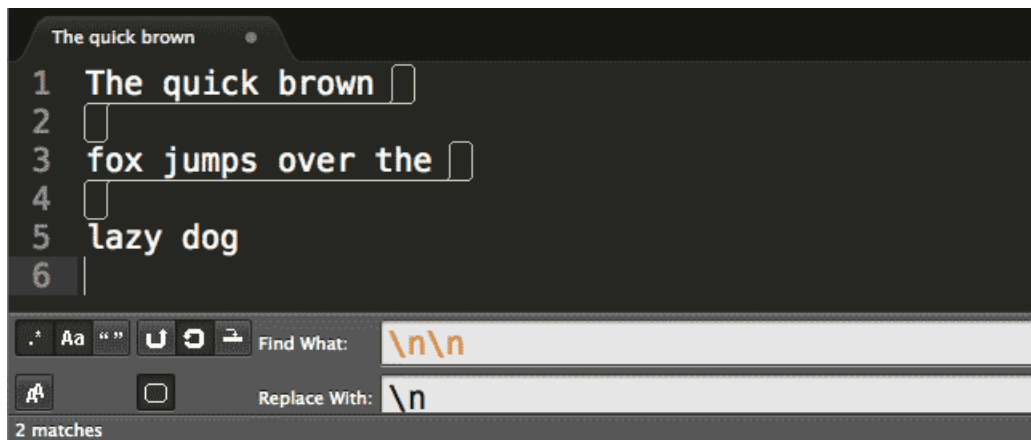 The quick brown
1 The quick brown
2
3 fox jumps over the
4
5 lazy dog
6
.* Aa “” Find What: \n\n
Replace With: \n
2 matches